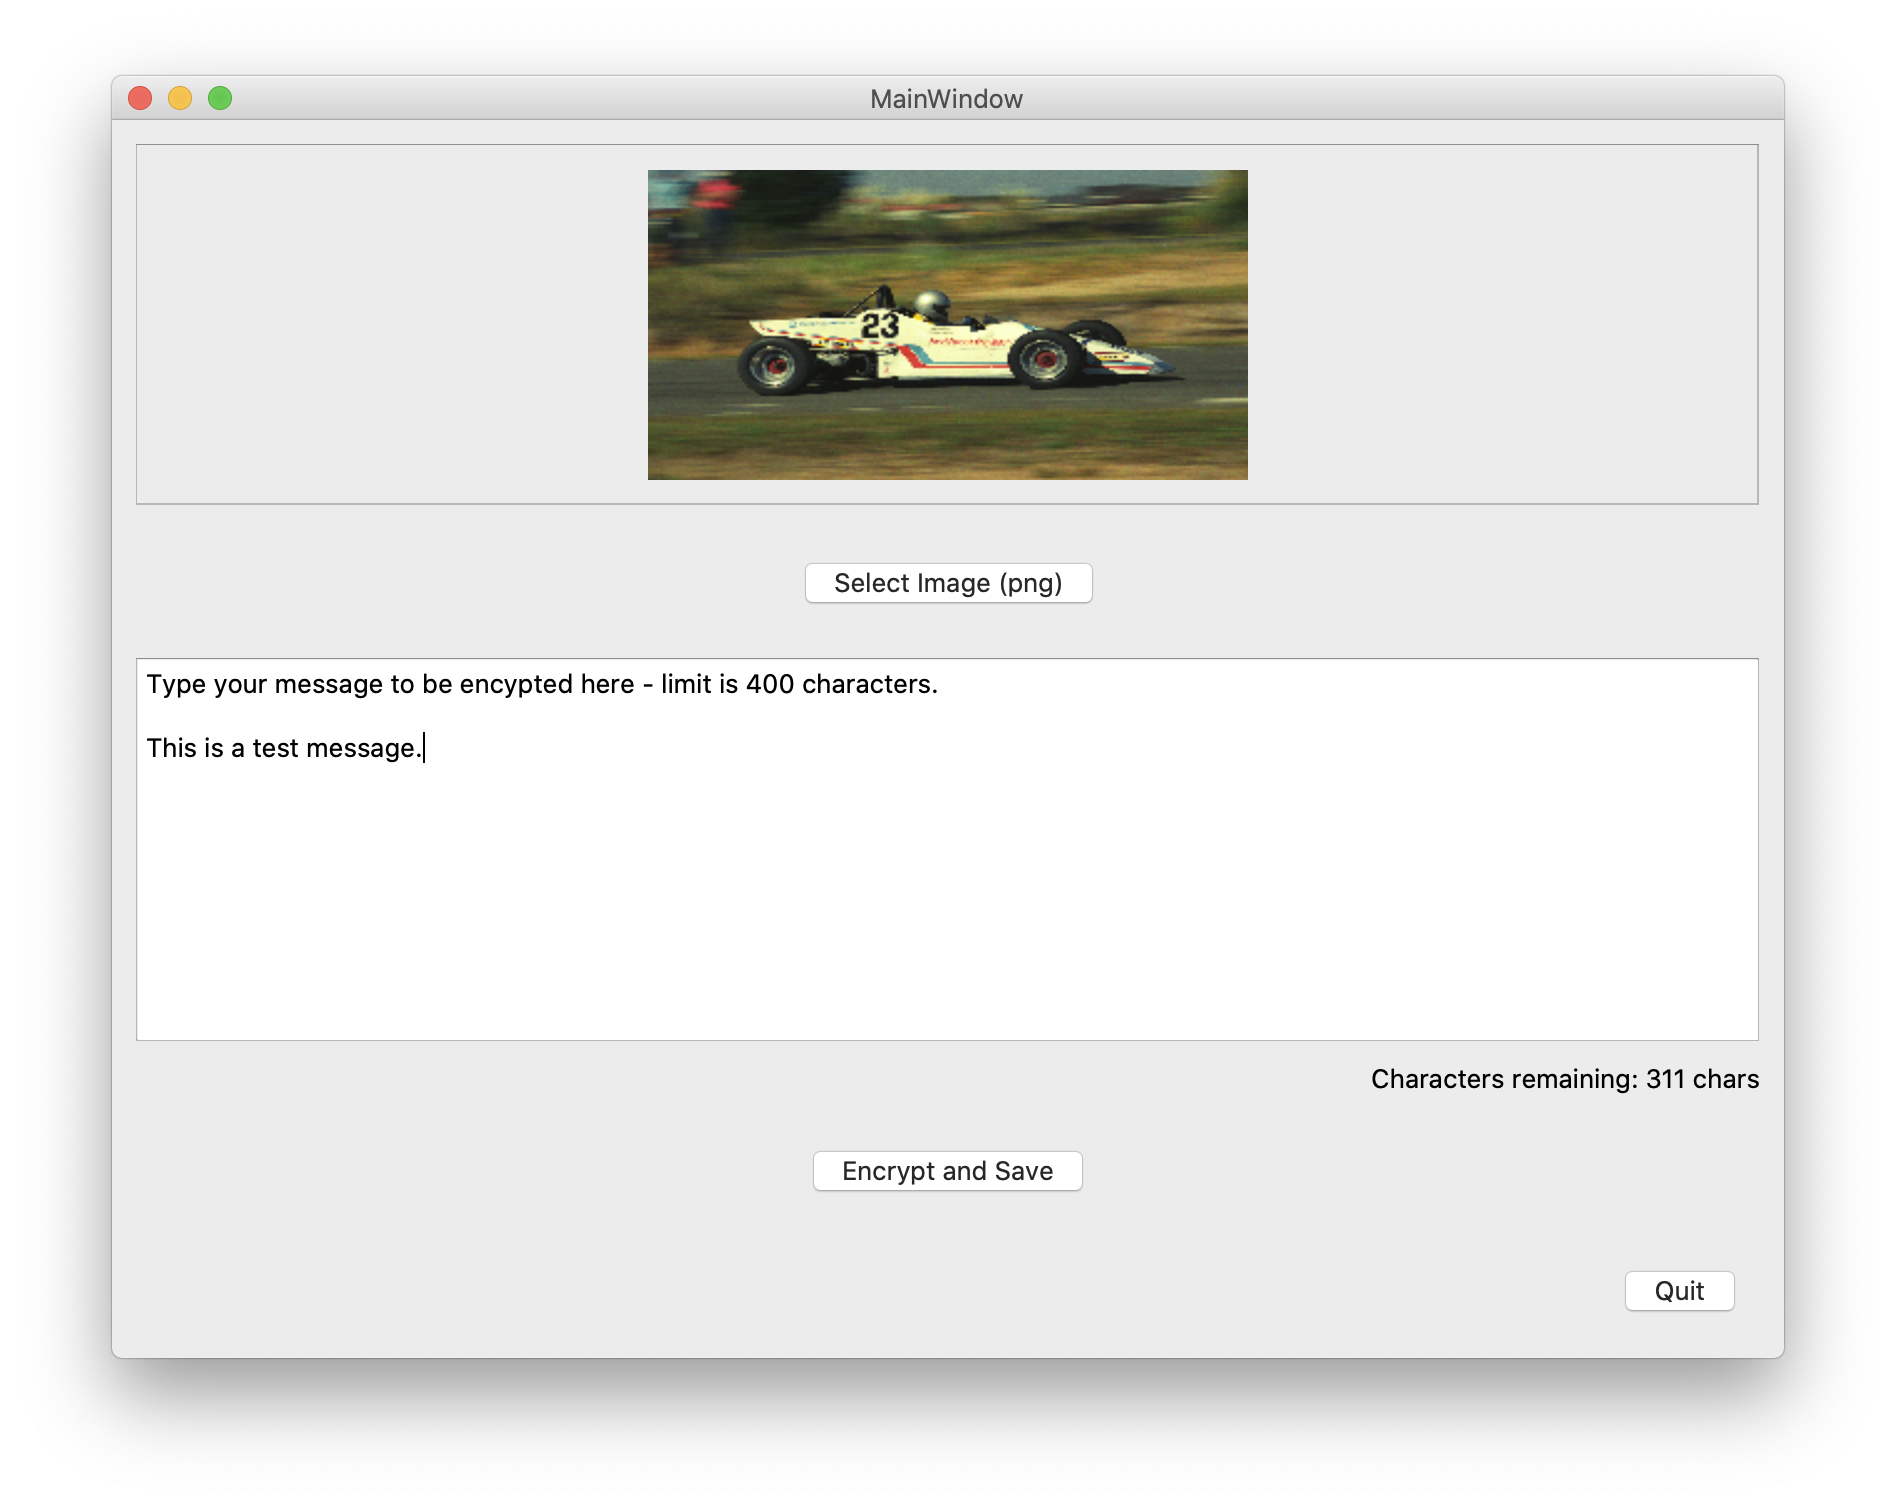 MainWindow
23
Select Image (png)
Type your message to be encypted here - limit is 400 characters.
This is a test message.
Characters remaining: 311 chars
Encrypt and Save
Quit